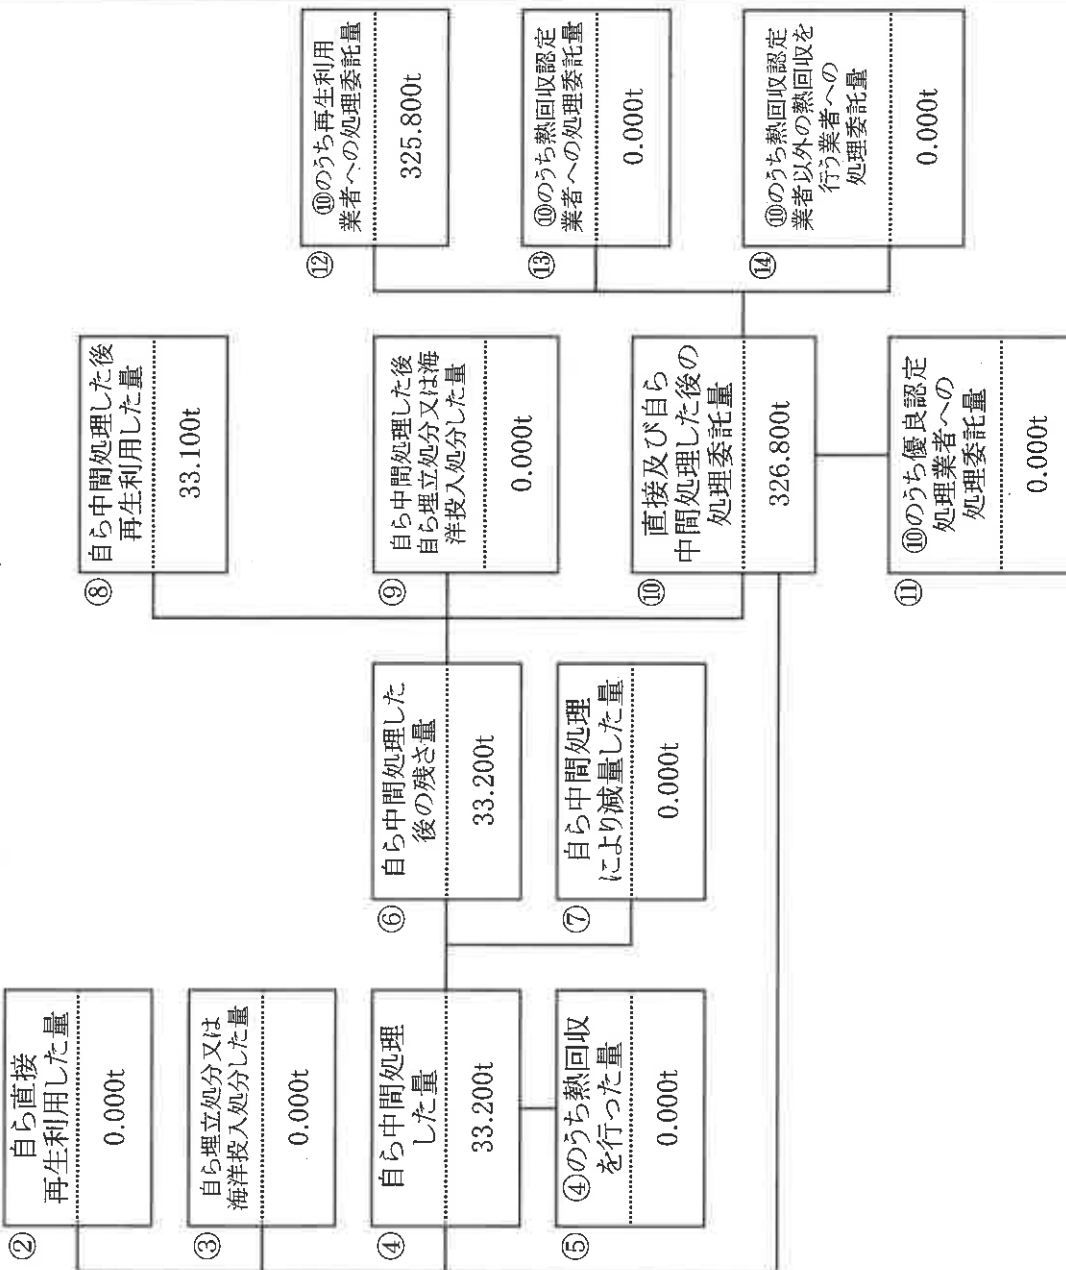 ②
自ら直接
再生利用した量
0.000t
③
自ら埋立処分又は
海洋投入処分した量
0.000t
④
自ら中間処理
した量
33.200t
⑤
④のうち熱回収
を行った量
0.000t
⑥
自ら中間処理した
後の残さ量
33.200t
⑦
自ら中間処理
により減量した量
0.000t
⑧
自ら中間処理した後
再生利用した量
33.100t
⑨
自ら中間処理した後
自ら埋立処分又は海
洋投入処分した量
0.000t
⑩
直接及び自ら
中間処理した後の
処理委託量
326.800t
⑪
⑩のうち優良認定
処理業者への
処理委託量
0.000t
⑫
⑩のうち再生利用
業者への処理委託量
325.800t
⑬
⑩のうち熱回収認定
業者への処理委託量
0.000t
⑭
⑩のうち熱回収認定
業者以外の熱回収を
行う業者への
処理委託量
0.000t